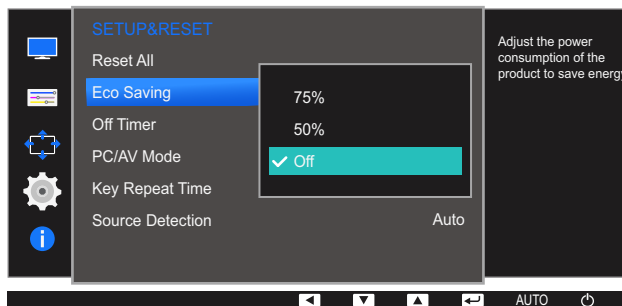 SETUP&RESET
Reset All
Eco Saving
Off Timer
PC/AV Mode
Key Repeat Time
Source Detection
Auto
75%
50%
Off
Adjust the power
consumption of the
product to save energy
AUTO